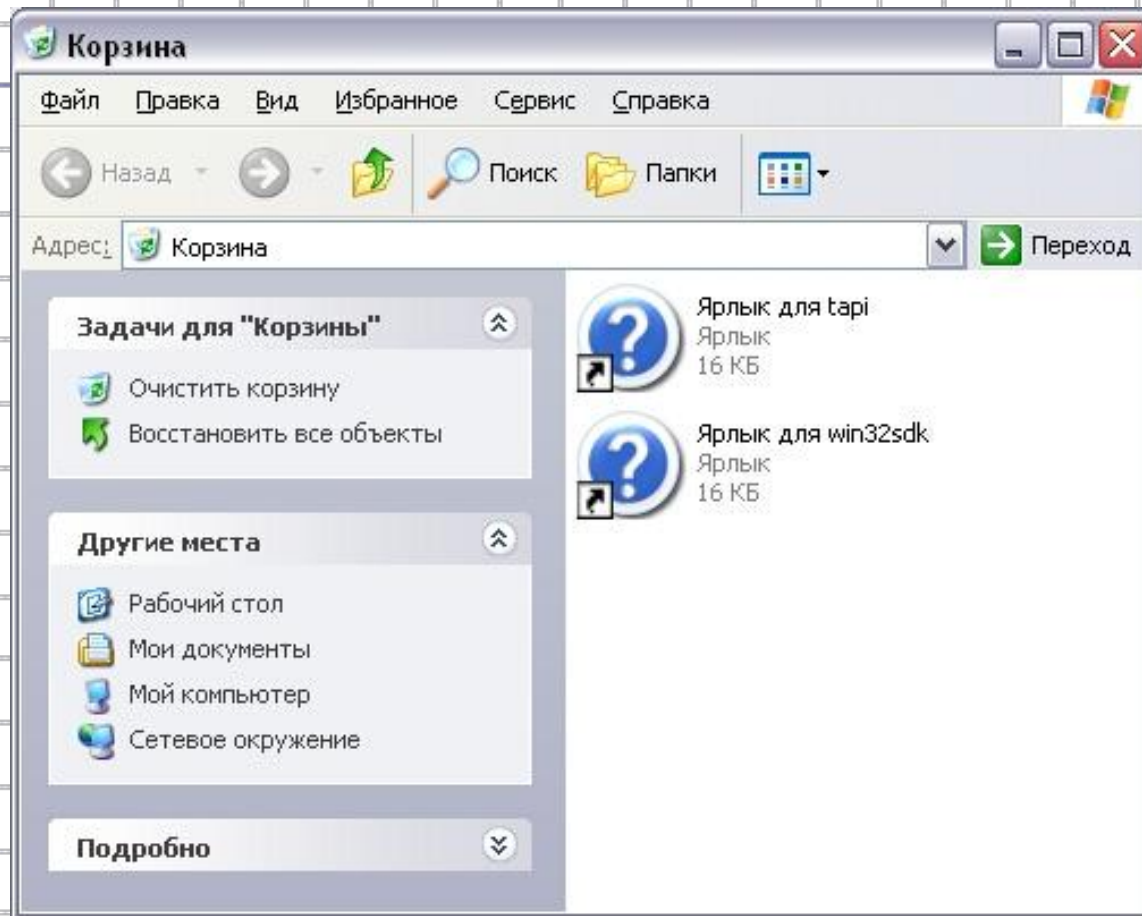 Корзина
Файл Правка Вид Избранное Сервис Справка
Назад Поиск Папки
Адрес: Корзина Переход
Задачи для "Корзины"
Очистить корзину
Восстановить все объекты
Другие места
Рабочий стол
Мои документы
Мой компьютер
Сетевое окружение
Подробно
Ярлык для tapi
Ярлык
16 КБ
Ярлык для win32sdk
Ярлык
16 КБ